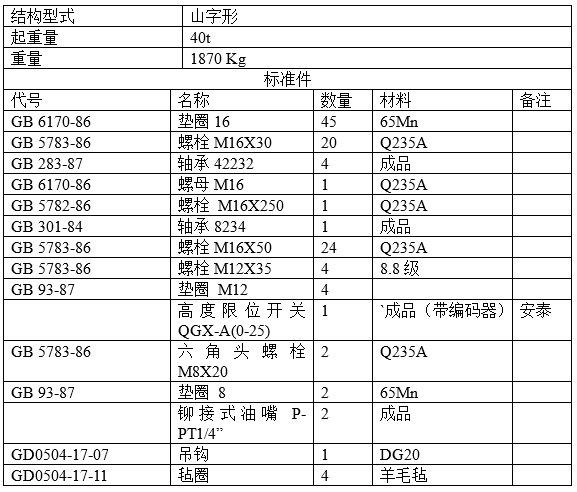 结构型式 山字形
起重量 40t
重量 1870 Kg
标准件
代号 名称 数量 材料 备注
GB 6170-86 垫圈 16 45 65Mn
GB 5783-86 螺栓 M16X30 20 Q235A
GB 283-87 轴承 42232 4 成品
GB 6170-86 螺母 M16 1 Q235A
GB 5782-86 螺栓 M16X250 1 Q235A
GB 301-84 轴承 8234 1 成品
GB 5783-86 螺栓 M16X50 24 Q235A
GB 5783-86 螺栓 M12X35 4 8.8 级
GB 93-87 垫圈 M12 4
高度限位开关 1 `成品（带编码器） 安泰
QGX-A(0-25)
GB 5783-86 六角头螺栓 2 Q235A
M8X20
GB 93-87 垫圈 8 2 65Mn
铆接式油嘴 P- 2 成品
PT1/4”
GD0504-17-07 吊钩 1 DG20
GD0504-17-11 毡圈 4 羊毛毡